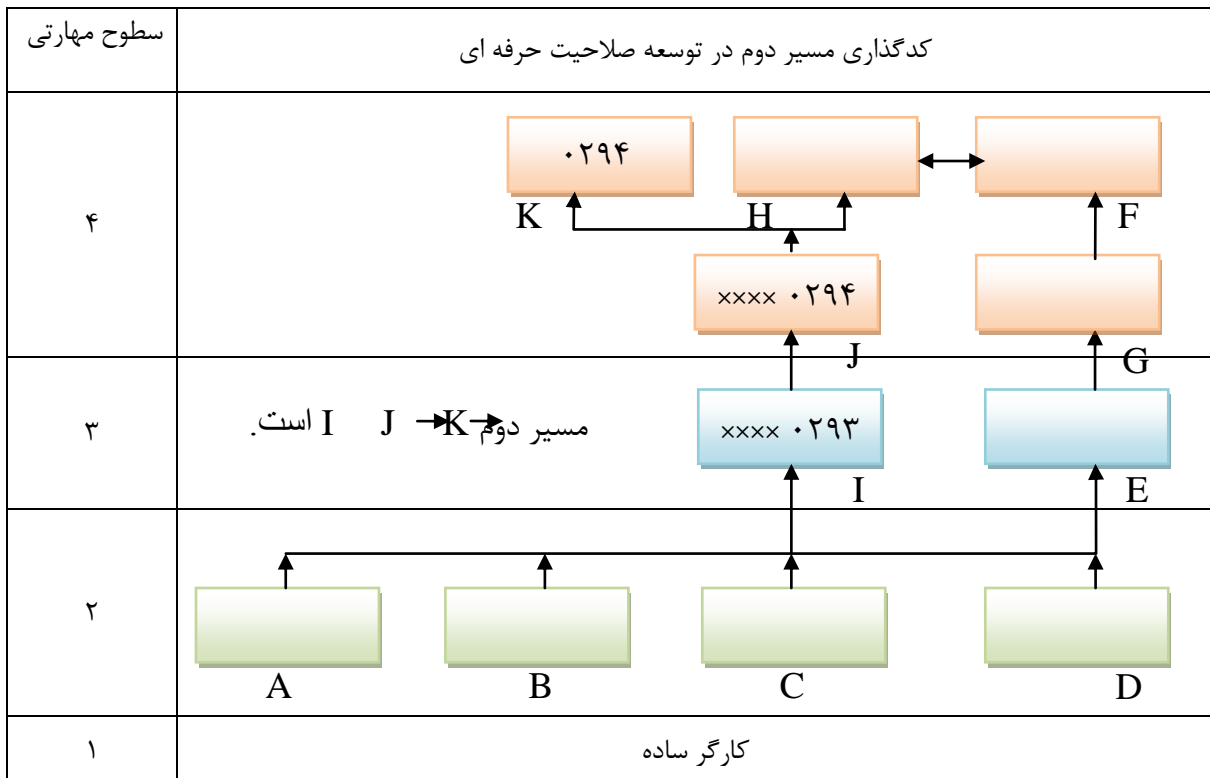 سطوح مهارتی
کدگذاری مسیر دوم در توسعه صلاحیت حرفه ای
۴
۰۲۹۴
K
H
F
×××× ۰۲۹۴
J
G
۳
مسیر دوم I J K است.
×××× ۰۲۹۳
I
E
۲
A
B
C
D
۱
کارگر ساده